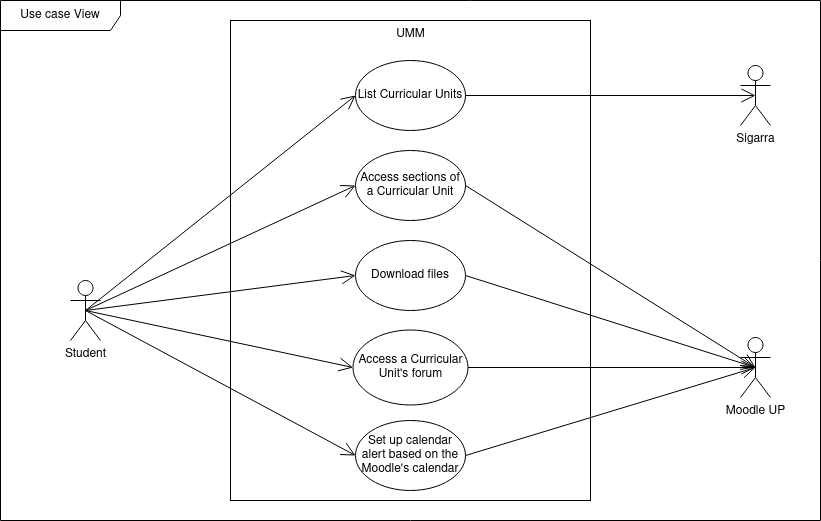 Use case View
UMM
List Curricular Units
Sigarra
Access sections of
a Curricular Unit
Download files
Student
Access a Curricular
Unit's forum
Moodle UP
Set up calendar
alert based on the
Moodle's calendar